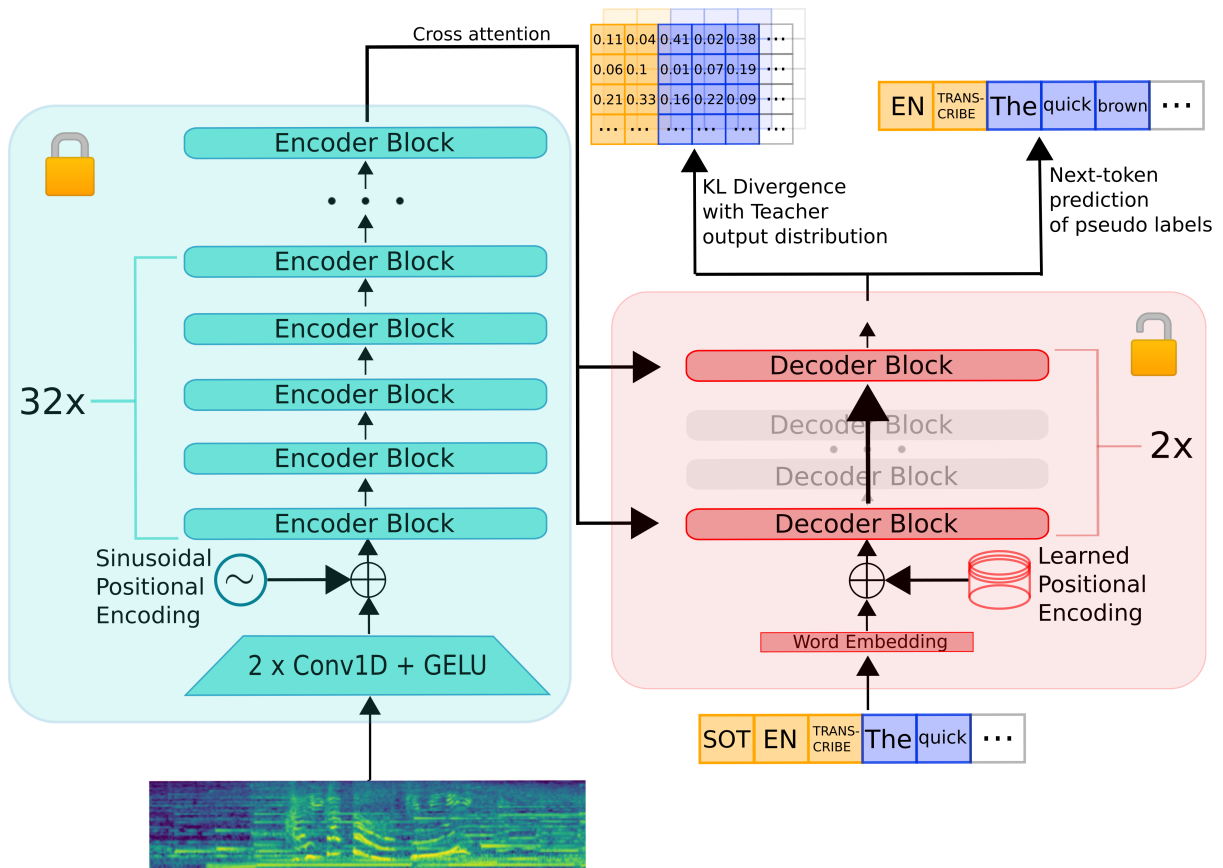 Cross attention
0.11 0.04 0.41 0.02 0.38 ...
0.06 0.1 0.01 0.07 0.19 ...
0.21 0.33 0.16 0.22 0.09 ...
... ... ... ... ... ...
EN TRANS-CRIBE The quick brown ...
KL Divergence
with Teacher
output distribution
Next-token
prediction
of pseudo labels
Encoder Block
. . .
Encoder Block
Encoder Block
Encoder Block
Encoder Block
Encoder Block
32x
Sinusoidal
Positional
Encoding
~
2 x Conv1D + GELU
Decoder Block
Decoder Block
. . .
Decoder Block
Decoder Block
2x
Learned
Positional
Encoding
Word Embedding
SOT EN TRANS-CRIBE The quick ...